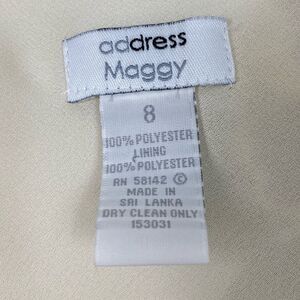 address
Maggy
8
100% POLYESTER
LINING
100% POLYESTER
RN 58142 ©
MADE IN
SRI LANKA
DRY CLEAN ONLY
153031